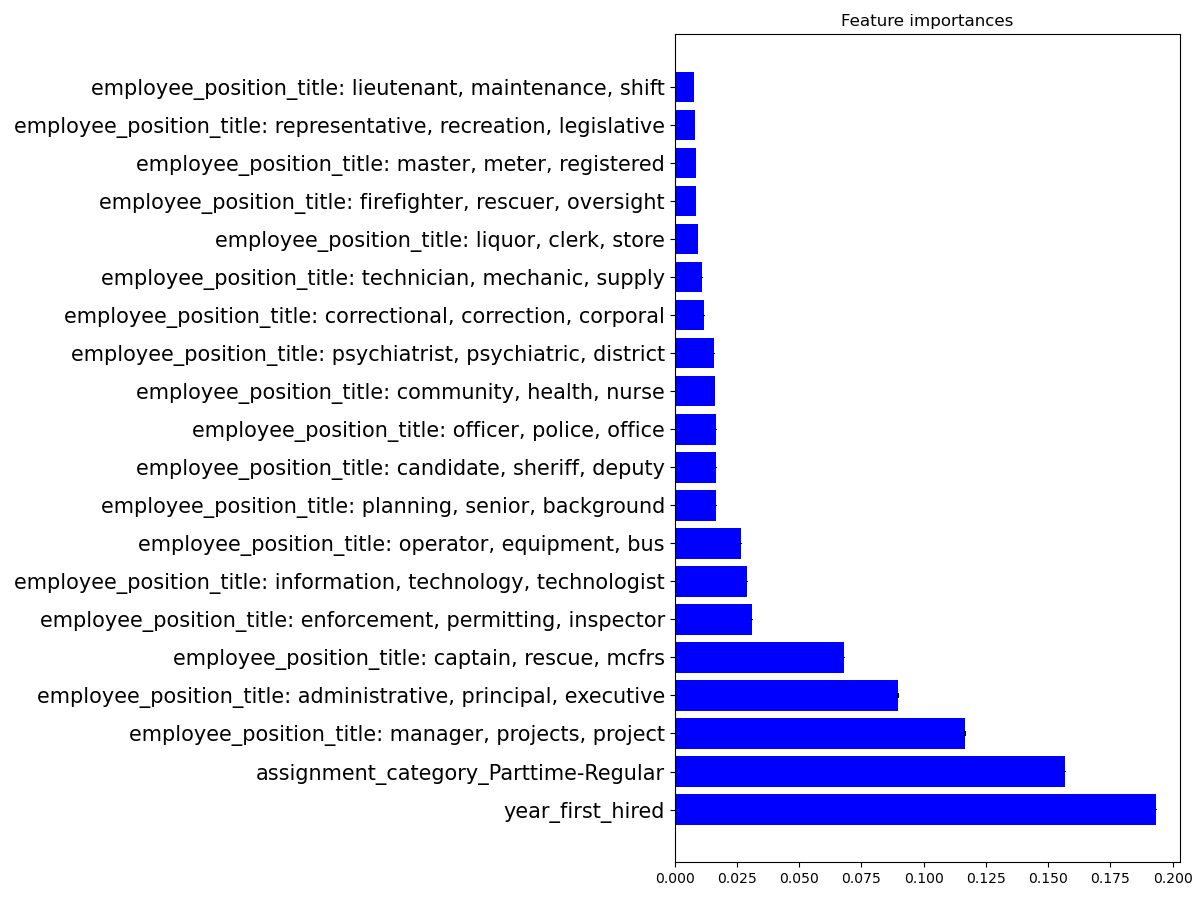 Feature importances
employee_position_title: lieutenant, maintenance, shift
employee_position_title: representative, recreation, legislative
employee_position_title: master, meter, registered
employee_position_title: firefighter, rescuer, oversight
employee_position_title: liquor, clerk, store
employee_position_title: technician, mechanic, supply
employee_position_title: correctional, correction, corporal
employee_position_title: psychiatrist, psychiatric, district
employee_position_title: community, health, nurse
employee_position_title: officer, police, office
employee_position_title: candidate, sheriff, deputy
employee_position_title: planning, senior, background
employee_position_title: operator, equipment, bus
employee_position_title: information, technology, technologist
employee_position_title: enforcement, permitting, inspector
employee_position_title: captain, rescue, mcfrs
employee_position_title: administrative, principal, executive
employee_position_title: manager, projects, project
assignment_category_Parttime-Regular
year_first_hired
0.000 0.025 0.050 0.075 0.100 0.125 0.150 0.175 0.200